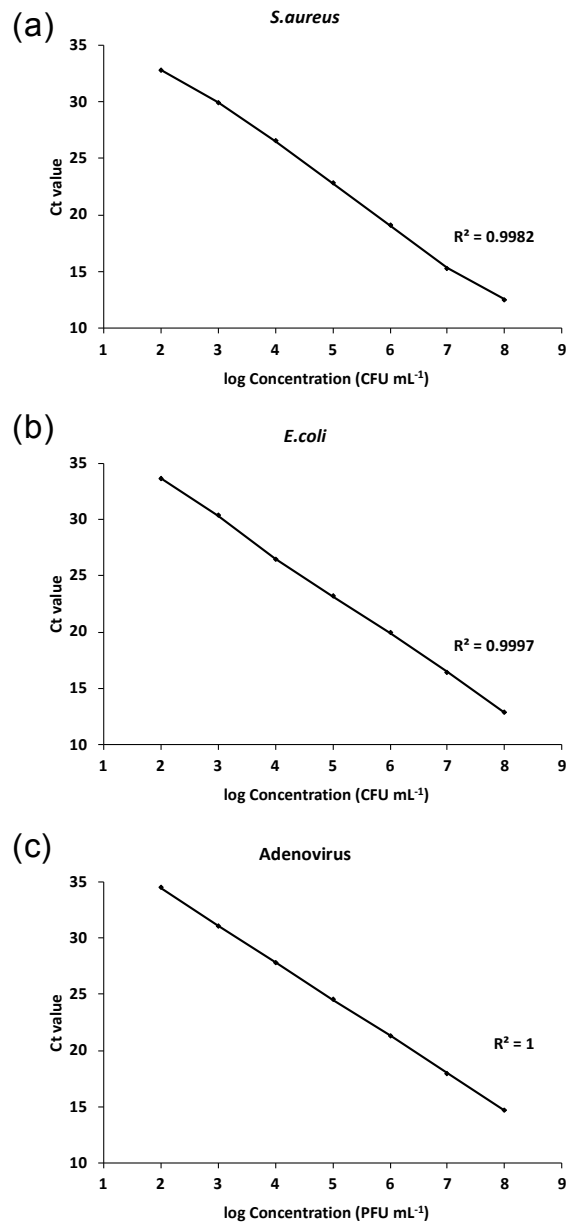 (a)
S.aureus
35
30
25
20
15
10
Ct value
R² = 0.9982
1 2 3 4 5 6 7 8 9
log Concentration (CFU mL⁻¹)
(b)
E.coli
35
30
25
20
15
10
Ct value
R² = 0.9997
1 2 3 4 5 6 7 8 9
log Concentration (CFU mL⁻¹)
(c)
Adenovirus
35
30
25
20
15
10
Ct value
R² = 1
1 2 3 4 5 6 7 8 9
log Concentration (PFU mL⁻¹)